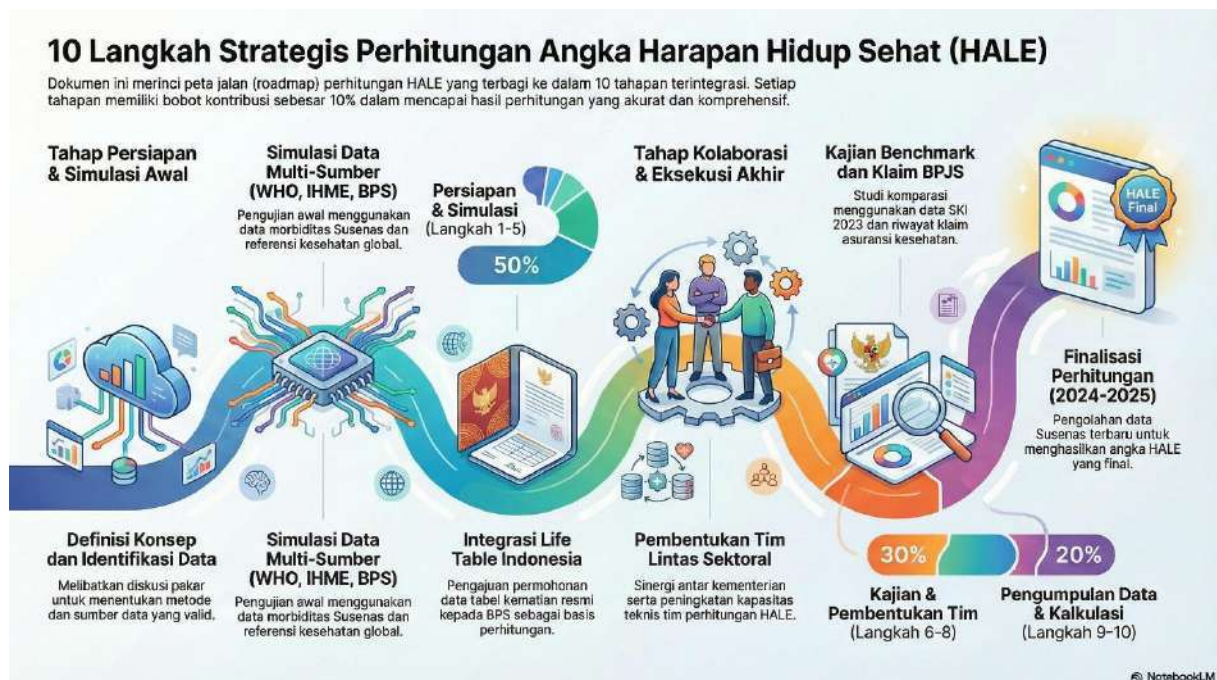 10 Langkah Strategis Perhitungan Angka Harapan Hidup Sehat (HALE)
Dokumen ini merinci peta jalan (roadmap) perhitungan HALE yang terbagi ke dalam 10 tahapan terintegrasi. Setiap
tahapan memiliki bobot kontribusi sebesar 10% dalam mencapai hasil perhitungan yang akurat dan komprehensif.
Tahap Persiapan
& Simulasi Awal
Simulasi Data
Multi-Sumber
(WHO, IHME, BPS)
Pengujian awal menggunakan
data morbiditas Susenas dan
referensi kesehatan global.
Persiapan
& Simulasi
(Langkah 1-5)
50%
Tahap Kolaborasi
& Eksekusi Akhir
Kajian Benchmark
dan Klaim BPJS
Studi komparasi
menggunakan data SKI
2023 dan riwayat klaim
asuransi kesehatan.
HALE
Final
Finalisasi
Perhitungan
(2024-2025)
Pengolahan data
Susenas terbaru untuk
menghasilkan angka HALE
yang final.
Definisi Konsep
dan Identifikasi Data
Melibatkan diskusi pakar
untuk menentukan metode
dan sumber data yang valid.
Simulasi Data
Multi-Sumber
(WHO, IHME, BPS)
Pengujian awal menggunakan
data morbiditas Susenas dan
referensi kesehatan global.
Integrasi Life
Table Indonesia
Pengajuan permohonan
data tabel kematian resmi
kepada BPS sebagai basis
perhitungan.
Pembentukan Tim
Lintas Sektoral
Sinergi antar kementerian
serta peningkatan kapasitas
teknis tim perhitungan HALE.
30%
Kajian &
Pembentukan Tim
(Langkah 6-8)
20%
Pengumpulan Data
& Kalkulasi
(Langkah 9-10)
NotebookLM